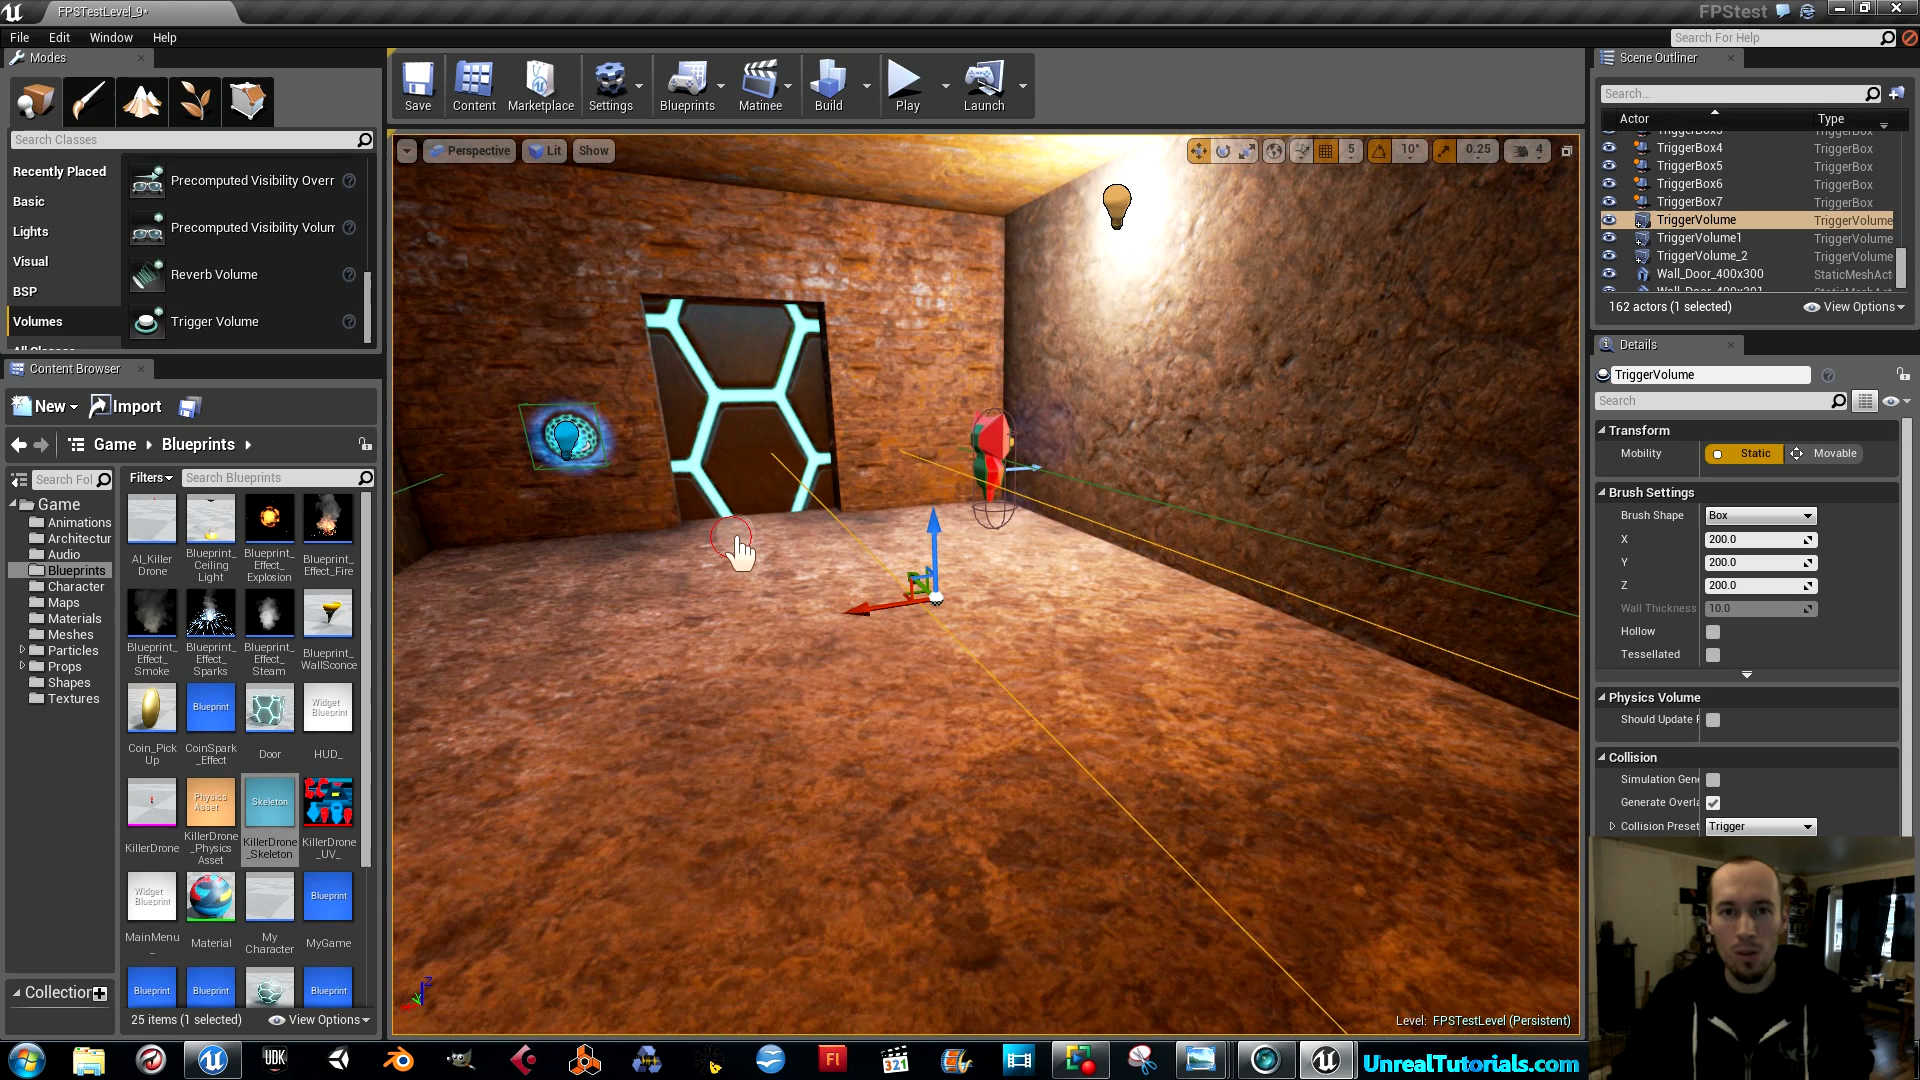 FPSTestLevel_9*
FPStest
File Edit Window Help
Search For Help
Modes
Search Classes
Recently Placed
Basic
Lights
Visual
BSP
Volumes
Precomputed Visibility Overr
Precomputed Visibility Volum
Reverb Volume
Trigger Volume
Content Browser
New Import
Game Blueprints
Search Fol
Filters Search Blueprints
Game
Animations
Architectur
Audio
Blueprints
Character
Maps
Materials
Meshes
Particles
Props
Shapes
Textures
Collection
AI_Killer Drone
Blueprint_ Ceiling Light
Blueprint_ Effect_ Explosion
Blueprint_ Effect_Fire
Blueprint_ Effect_ Smoke
Blueprint_ Effect_ Sparks
Blueprint_ Effect_ Steam
Blueprint_ WallSconce
Blueprint
Widget Blueprint
Coin_Pick Up
CoinSpark _Effect
Door
HUD_
Physics Asset
Skeleton
KillerDrone
KillerDrone _Physics Asset
KillerDrone _Skeleton
KillerDrone _UV_
Widget Blueprint
Blueprint
MainMenu _
Material
My Character
MyGame
Blueprint Blueprint Blueprint
25 items (1 selected) View Options
Save Content Marketplace Settings Blueprints Matinee Build Play Launch
Perspective Lit Show
5 10° 0.25 4
Level: FPSTestLevel (Persistent)
Z
Scene Outliner
Search...
Actor Type
TriggerBox4 TriggerBox
TriggerBox5 TriggerBox
TriggerBox6 TriggerBox
TriggerBox7 TriggerBox
TriggerVolume TriggerVolume
TriggerVolume1 TriggerVolume
TriggerVolume_2 TriggerVolume
Wall_Door_400x300 StaticMeshAct
162 actors (1 selected) View Options
Details
TriggerVolume
Search
Transform
Mobility Static Movable
Brush Settings
Brush Shape Box
X 200.0
Y 200.0
Z 200.0
Wall Thickness 10.0
Hollow
Tessellated
Physics Volume
Should Update F
Collision
Simulation Gene
Generate Overla
Collision Preset Trigger
UDK
Fl
321
UnrealTutorials.com